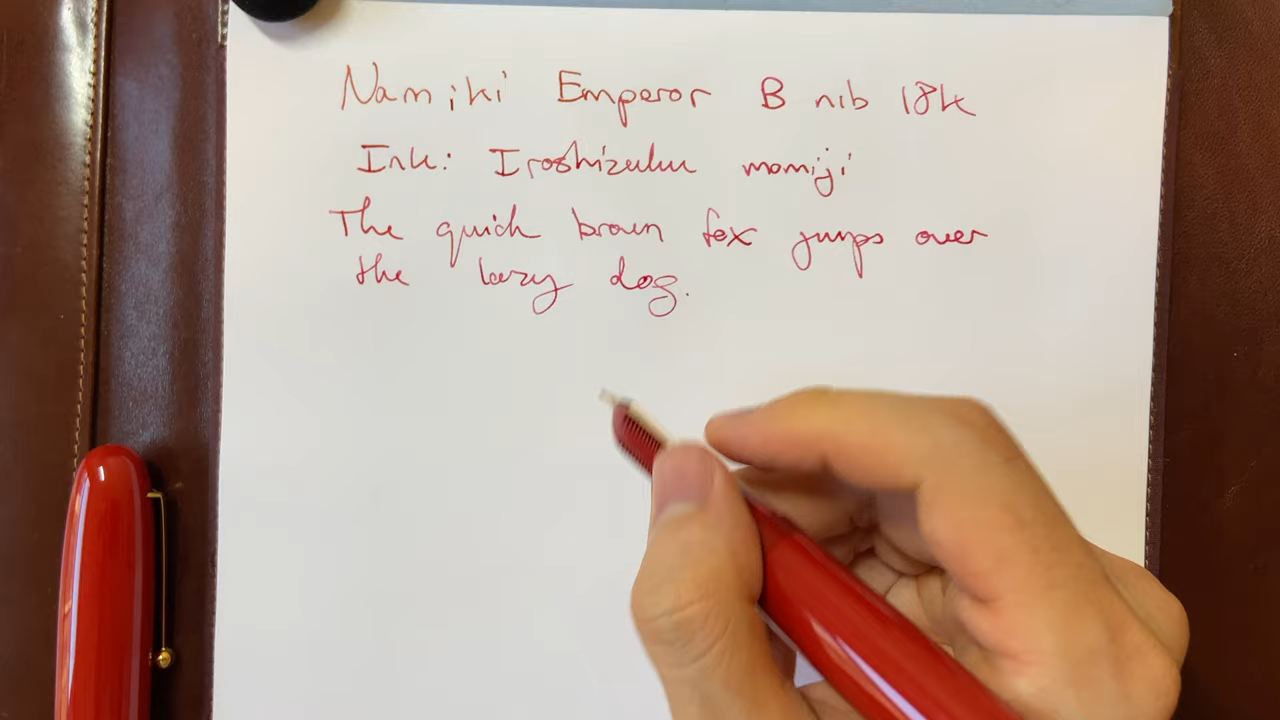 Namiki Emperor B nib 18k
Ink: Iroshizuku momiji
The quick brown fox jumps over
the lazy dog.